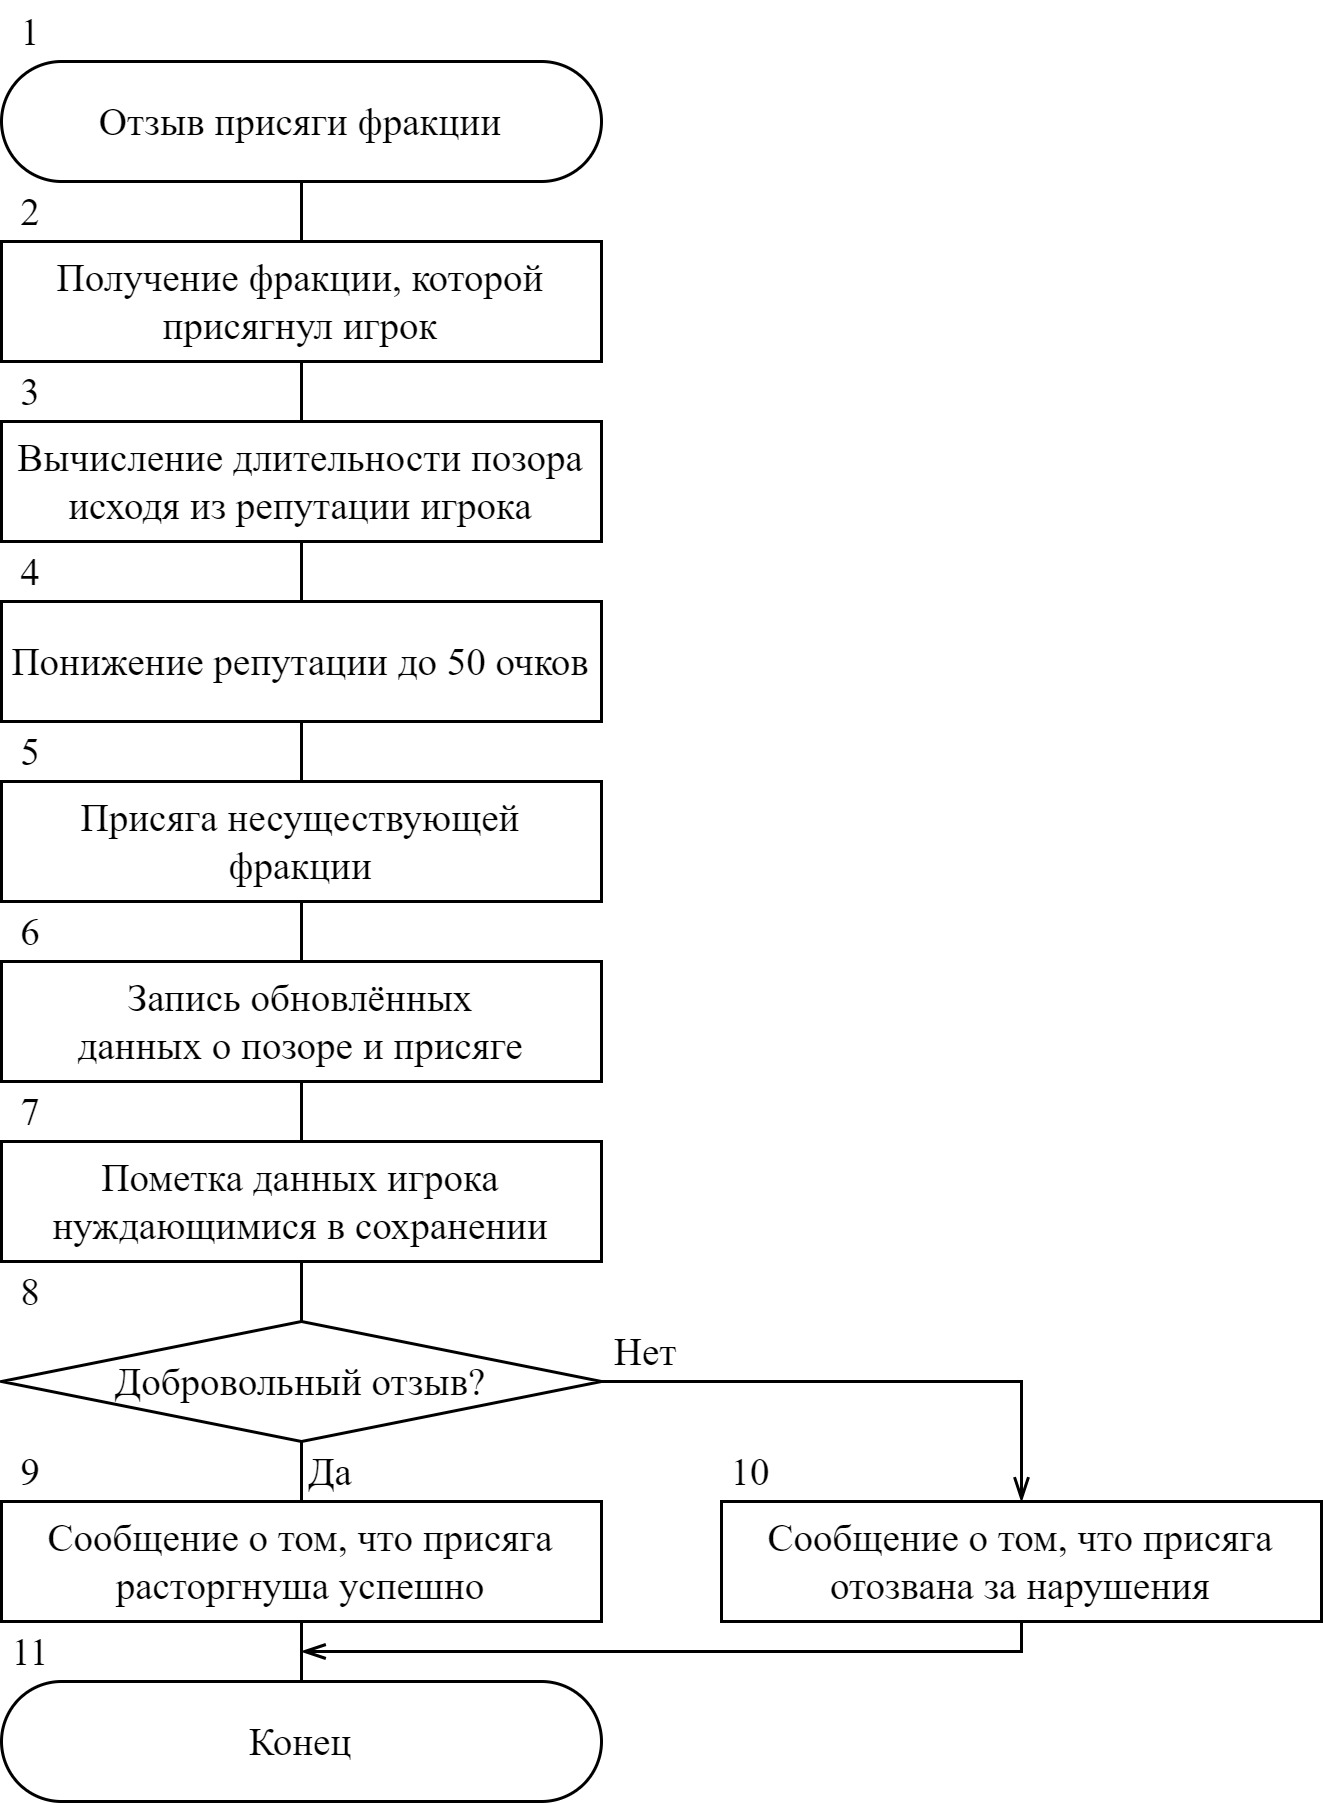 1
Отзыв присяги фракции
2
Получение фракции, которой
присягнул игрок
3
Вычисление длительности позора
исходя из репутации игрока
4
Понижение репутации до 50 очков
5
Присяга несуществующей
фракции
6
Запись обновлённых
данных о позоре и присяге
7
Пометка данных игрока
нуждающимися в сохранении
8
Добровольный отзыв?
Нет
Да
9
Сообщение о том, что присяга
расторгнуша успешно
10
Сообщение о том, что присяга
отозвана за нарушения
11
Конец